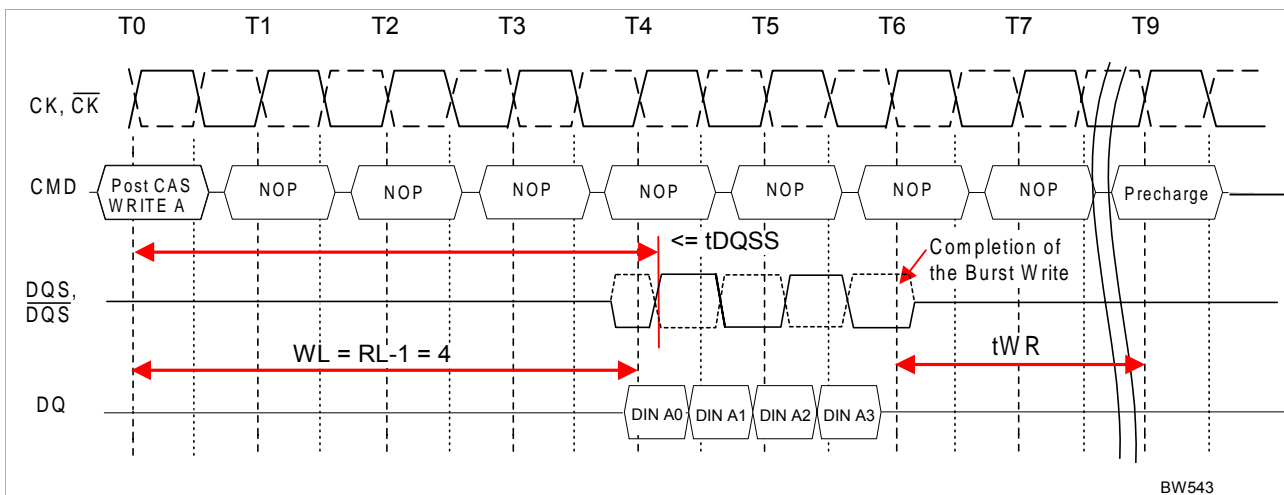 T0 T1 T2 T3 T4 T5 T6 T7 T9
CK, CK
CMD
Post CAS
WRITE A
NOP NOP NOP NOP NOP NOP NOP Precharge
<= tDQSS
Completion of
the Burst Write
DQS,
DQS
WL = RL-1 = 4
tWR
DQ
DIN A0 DIN A1 DIN A2 DIN A3
BW543